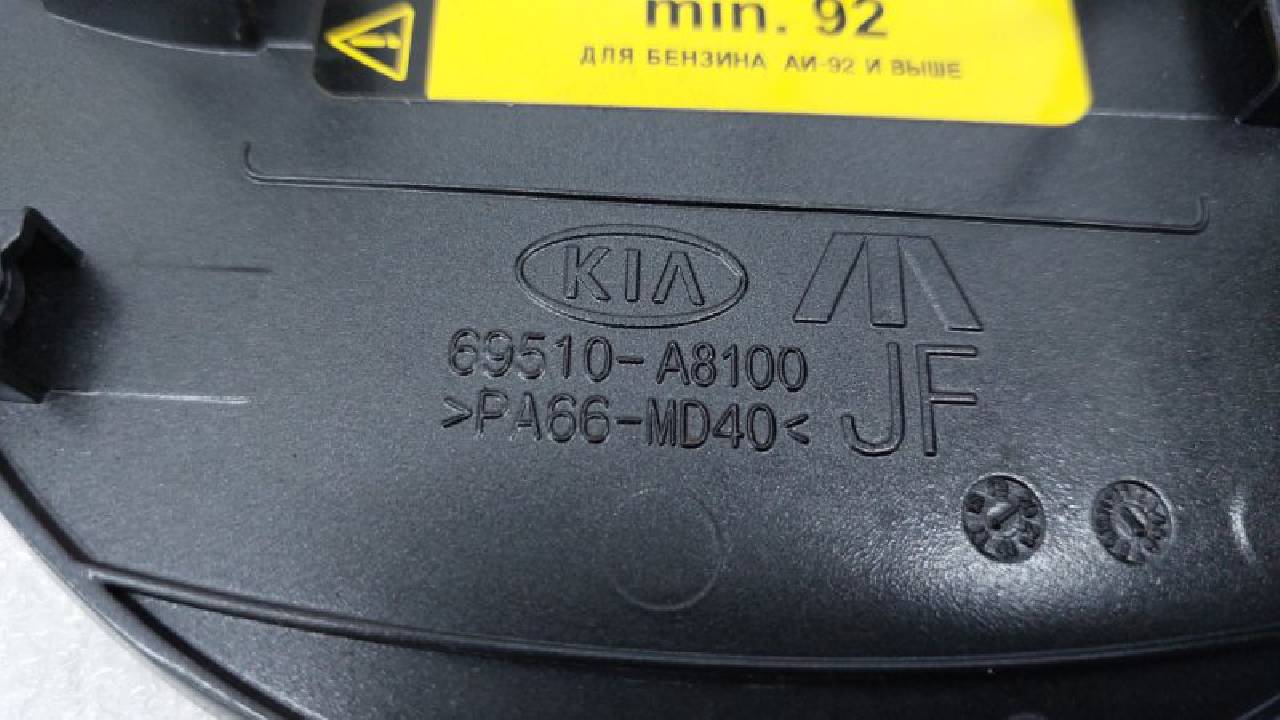 min. 92
ДЛЯ БЕНЗИНА АИ-92 И ВЫШЕ
KIA
69510-A8100
>PA66-MD40<
JF